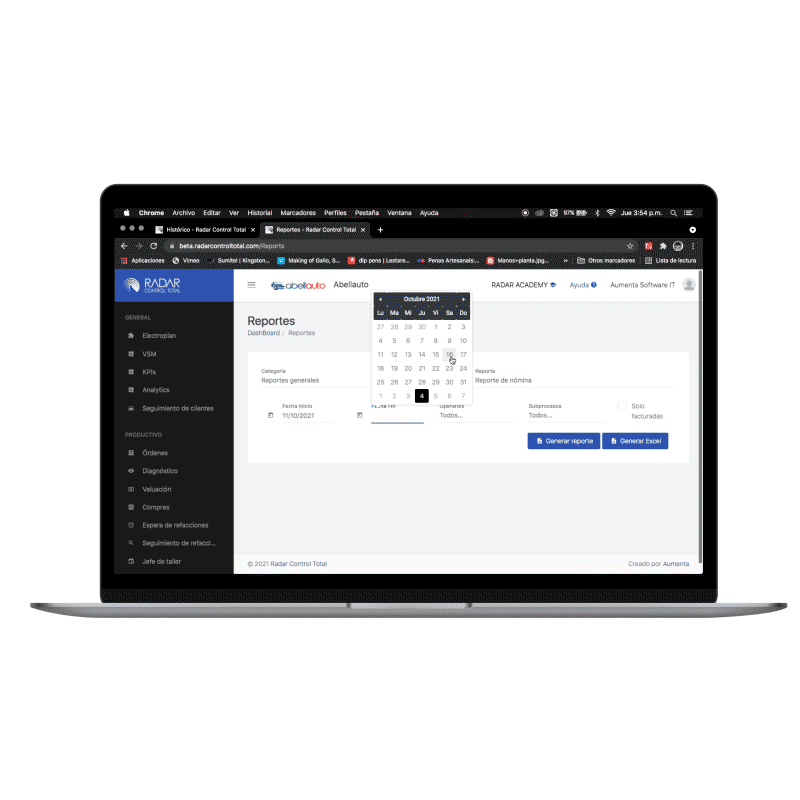 Chrome Archivo Editar Ver Historial Marcadores Perfiles Pestaña Ventana Ayuda 97% Jue 3:54 p.m.
Histórico - Radar Control Total × Reportes - Radar Control Total × +
beta.radarcontroltotal.com/Reports
Aplicaciones Vimeo Sumitel | Kingston... Making of Galio, S... dip pens | Lestare... Penas Artesanais:... Manos+planta.jpg... » Otros marcadores Lista de lectura
RADAR
CONTROL TOTAL
abellauto Abellauto RADAR ACADEMY Ayuda Aumenta Software IT
GENERAL
Electroplan
VSM
KPIs
Analytics
Seguimiento de clientes
PRODUCTIVO
Órdenes
Diagnóstico
Valuación
Compras
Espera de refacciones
Seguimiento de refacci...
Jefe de taller
Reportes
DashBoard / Reportes
« Octubre 2021 »
Lu Ma Mi Ju Vi Sa Do
27 28 29 30 1 2 3
4 5 6 7 8 9 10
11 12 13 14 15 16 17
18 19 20 21 22 23 24
25 26 27 28 29 30 31
1 2 3 4 5 6 7
Categoría
Reportes generales
Reporte
Reporte de nómina
Fecha Inicio
11/10/2021
Fecha Fin
Operarios
Todos...
Subprocesos
Todos...
Solo
facturadas
Generar reporte
Generar Excel
© 2021 Radar Control Total
Creado por Aumenta